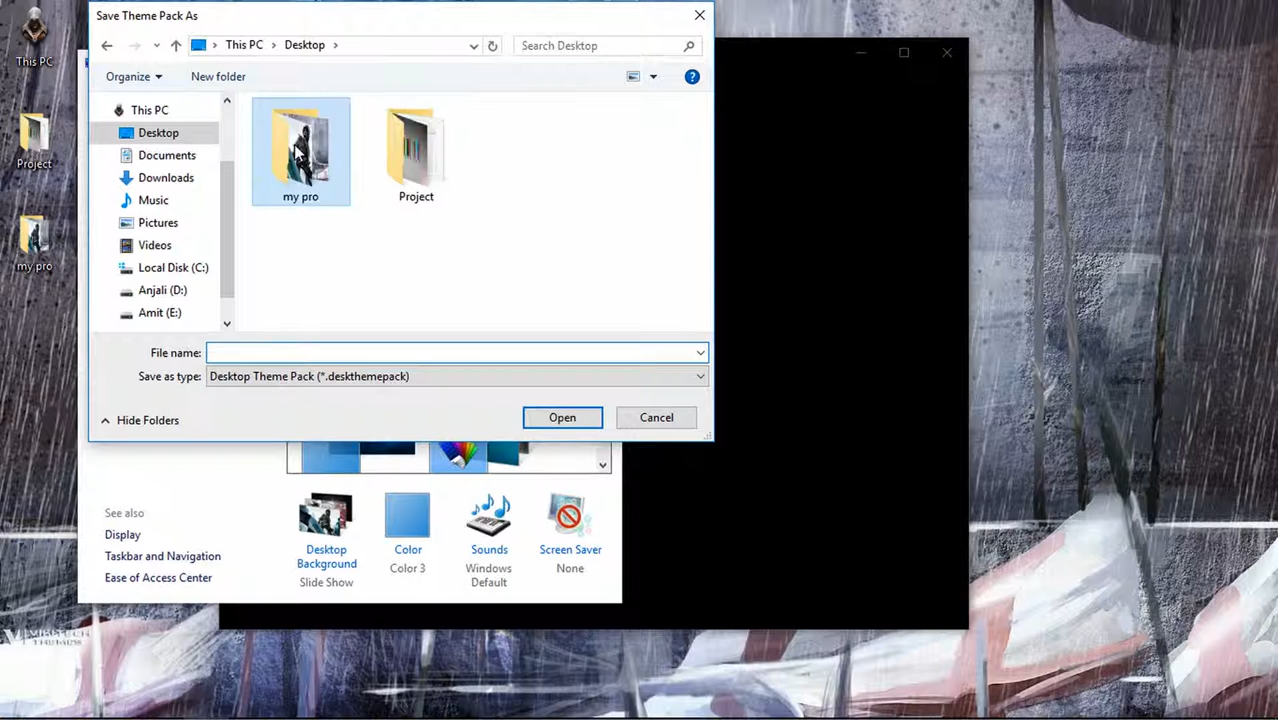 Save Theme Pack As
This PC
Project
my pro
This PC
Desktop
Search Desktop
Organize
New folder
This PC
Desktop
Documents
Downloads
Music
Pictures
Videos
Local Disk (C:)
Anjali (D:)
Amit (E:)
my pro
Project
File name:
Save as type:
Desktop Theme Pack (*.deskthemepack)
Hide Folders
Open
Cancel
See also
Display
Taskbar and Navigation
Ease of Access Center
Desktop
Background
Slide Show
Color
Color 3
Sounds
Windows
Default
Screen Saver
None
THEMES